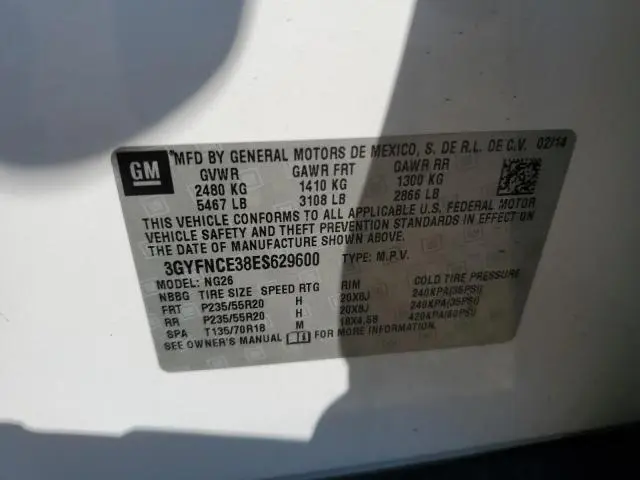 GM
MFD BY GENERAL MOTORS DE MEXICO, S. DE R.L. DE C.V. 02/14
GVWR GAWR FRT GAWR RR
2480 KG 1410 KG 1300 KG
5467 LB 3108 LB 2866 LB
THIS VEHICLE CONFORMS TO ALL APPLICABLE U.S. FEDERAL MOTOR
VEHICLE SAFETY AND THEFT PREVENTION STANDARDS IN EFFECT ON
THE DATE OF MANUFACTURE SHOWN ABOVE.
3GYFNCE38ES629600 TYPE: M.P.V.
MODEL: NG26
NBBG TIRE SIZE SPEED RTG RIM COLD TIRE PRESSURE
FRT P235/55R20 H 20X8J 240KPA(35PSI)
RR P235/55R20 H 20X8J 240KPA(35PSI)
SPA T135/70R18 M 18X4.5B 420KPA(60PSI)
SEE OWNER'S MANUAL FOR MORE INFORMATION.